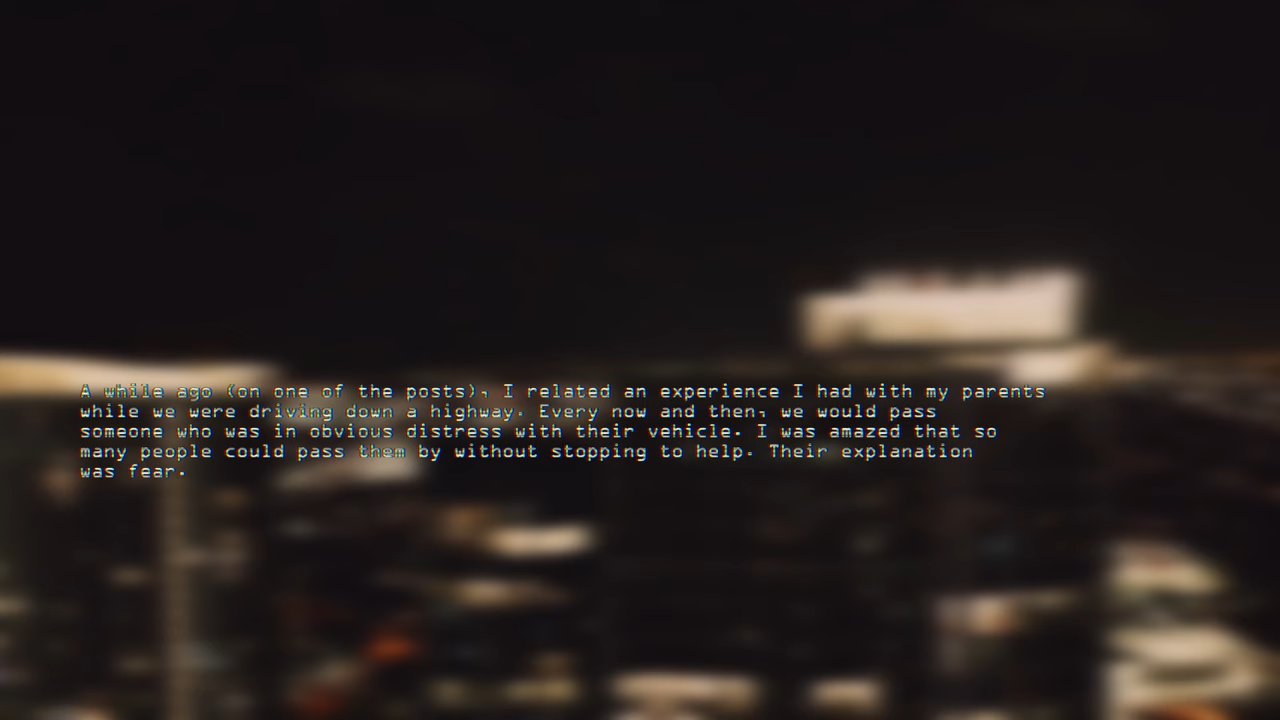 A while ago (on one of the posts), I related an experience I had with my parents
while we were driving down a highway. Every now and then, we would pass
someone who was in obvious distress with their vehicle. I was amazed that so
many people could pass them by without stopping to help. Their explanation
was fear.